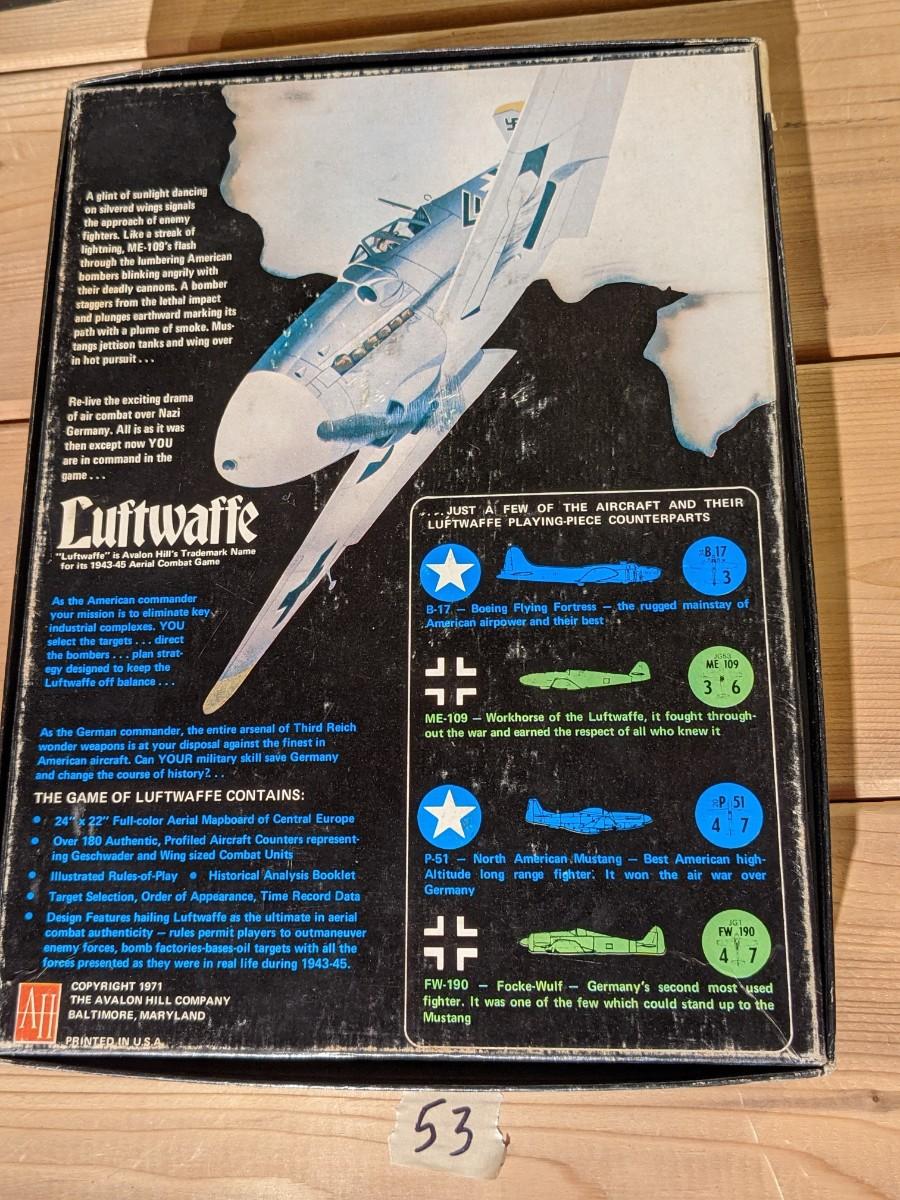 A glint of sunlight dancing
on silvered wings signals
the approach of enemy
fighters. Like a streak of
lightning, ME-109's flash
through the lumbering American
bombers blinking angrily with
their deadly cannons. A bomber
staggers from the lethal impact
and plunges earthward marking its
path with a plume of smoke. Mus-
tangs jettison tanks and wing over
in hot pursuit . . .
Re-live the exciting drama
of air combat over Nazi
Germany. All is as it was
then except now YOU
are in command in the
game . . .
Luftwaffe
"Luftwaffe" is Avalon Hill's Trademark Name
for its 1943-45 Aerial Combat Game
As the American commander
your mission is to eliminate key
industrial complexes. YOU
select the targets . . . direct
the bombers . . . plan strat-
egy designed to keep the
Luftwaffe off balance . . .
As the German commander, the entire arsenal of Third Reich
wonder weapons is at your disposal against the finest in
American aircraft. Can YOUR military skill save Germany
and change the course of history? . .
THE GAME OF LUFTWAFFE CONTAINS:
• 24" x 22" Full-color Aerial Mapboard of Central Europe
• Over 180 Authentic, Profiled Aircraft Counters represent-
ing Geschwader and Wing sized Combat Units
• Illustrated Rules-of-Play • Historical Analysis Booklet
• Target Selection, Order of Appearance, Time Record Data
• Design Features hailing Luftwaffe as the ultimate in aerial
combat authenticity — rules permit players to outmaneuver
enemy forces, bomb factories-bases-oil targets with all the
forces presented as they were in real life during 1943-45.
AH
COPYRIGHT 1971
THE AVALON HILL COMPANY
BALTIMORE, MARYLAND
PRINTED IN U.S.A.
. . . . JUST A FEW OF THE AIRCRAFT AND THEIR
LUFTWAFFE PLAYING-PIECE COUNTERPARTS
B 17
3
B-17 — Boeing Flying Fortress — the rugged mainstay of
American airpower and their best
JG53
ME 109
3 6
ME-109 — Workhorse of the Luftwaffe, it fought through-
out the war and earned the respect of all who knew it
P 51
4 7
P-51 — North American Mustang — Best American high-
Altitude long range fighter. It won the air war over
Germany
JG1
FW 190
4 7
FW-190 — Focke-Wulf — Germany's second most used
fighter. It was one of the few which could stand up to the
Mustang
53